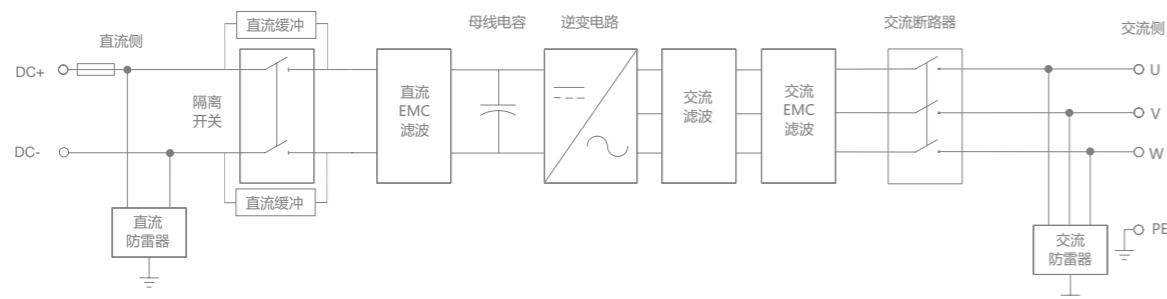 直流缓冲
母线电容
逆变电路
交流断路器
交流侧
直流侧
DC+
隔离
开关
直流
EMC
滤波
交流
滤波
交流
EMC
滤波
U
V
W
DC-
直流缓冲
直流
防雷器
交流
防雷器
PE